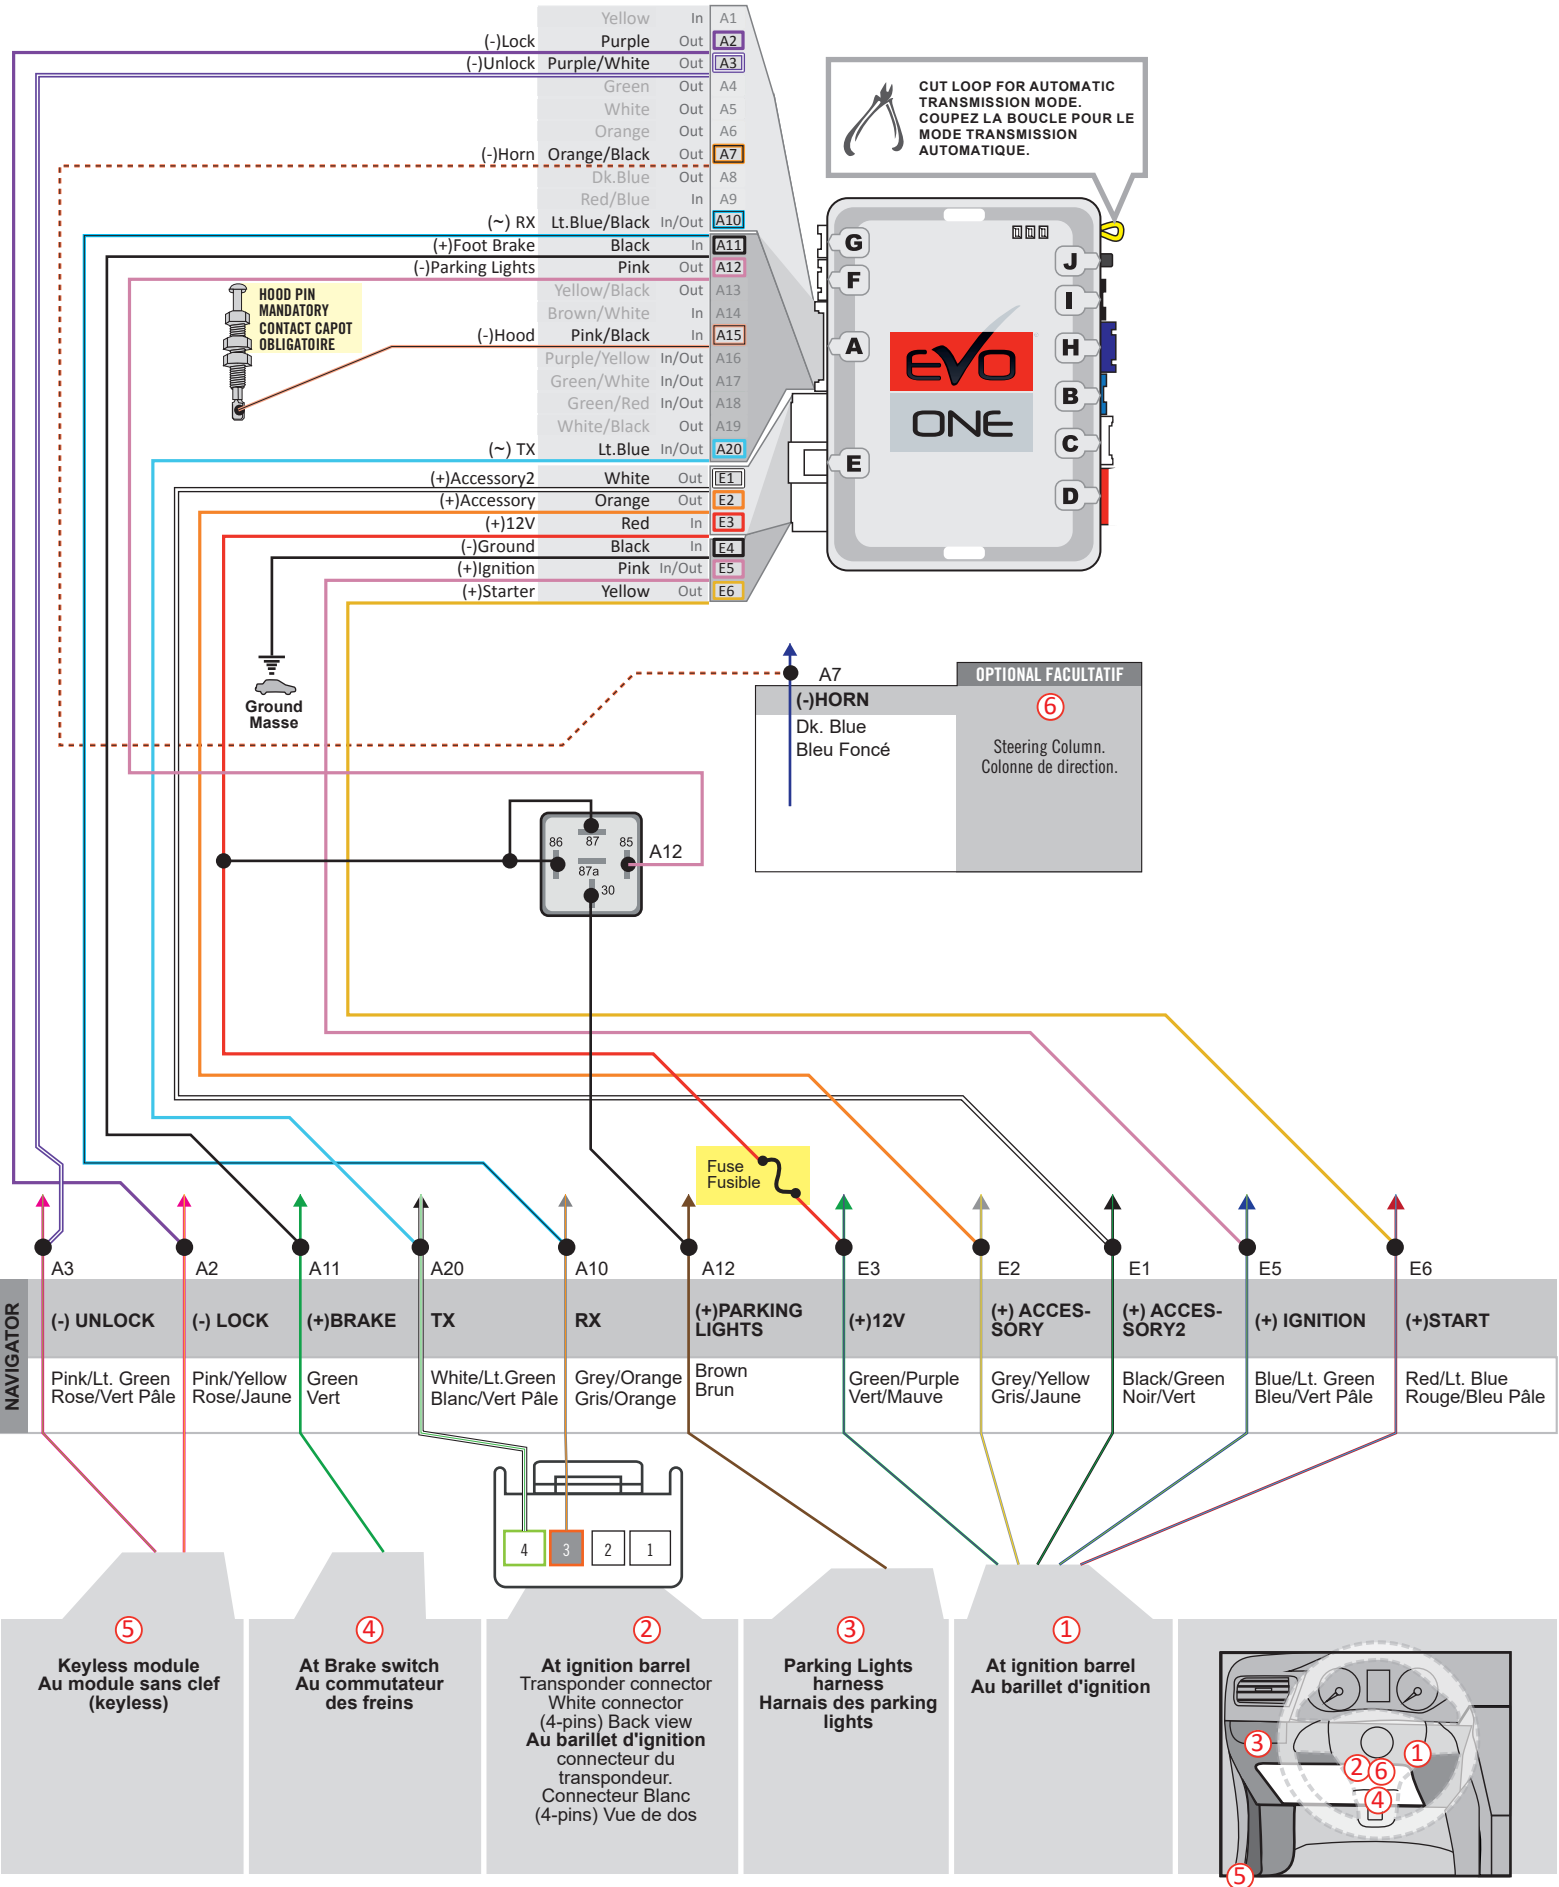 Yellow In A1
(-)Lock Purple Out A2
(-)Unlock Purple/White Out A3
Green Out A4
White Out A5
Orange Out A6
(-)Horn Orange/Black Out A7
Dk.Blue Out A8
Red/Blue In A9
(~) RX Lt.Blue/Black In/Out A10
(+)Foot Brake Black In A11
(-)Parking Lights Pink Out A12
Yellow/Black Out A13
Brown/White In A14
(-)Hood Pink/Black In A15
Purple/Yellow In/Out A16
Green/White In/Out A17
Green/Red In/Out A18
White/Black Out A19
(~) TX Lt.Blue In/Out A20
(+)Accessory2 White Out E1
(+)Accessory Orange Out E2
(+)12V Red In E3
(-)Ground Black In E4
(+)Ignition Pink In/Out E5
(+)Starter Yellow Out E6
HOOD PIN
MANDATORY
CONTACT CAPOT
OBLIGATOIRE
CUT LOOP FOR AUTOMATIC
TRANSMISSION MODE.
COUPEZ LA BOUCLE POUR LE
MODE TRANSMISSION
AUTOMATIQUE.
G
F
A
E
J
I
H
B
C
D
EVO
ONE
Ground
Masse
A7
OPTIONAL FACULTATIF
(-)HORN
6
Dk. Blue
Bleu Foncé
Steering Column.
Colonne de direction.
86
87
85
87a
30
A12
Fuse
Fusible
A3
A2
A11
A20
A10
A12
E3
E2
E1
E5
E6
NAVIGATOR
(-) UNLOCK
(-) LOCK
(+)BRAKE
TX
RX
(+)PARKING
LIGHTS
(+)12V
(+) ACCES-
SORY
(+) ACCES-
SORY2
(+) IGNITION
(+)START
Pink/Lt. Green
Rose/Vert Pâle
Pink/Yellow
Rose/Jaune
Green
Vert
White/Lt.Green
Blanc/Vert Pâle
Grey/Orange
Gris/Orange
Brown
Brun
Green/Purple
Vert/Mauve
Grey/Yellow
Gris/Jaune
Black/Green
Noir/Vert
Blue/Lt. Green
Bleu/Vert Pâle
Red/Lt. Blue
Rouge/Bleu Pâle
4
3
2
1
5
Keyless module
Au module sans clef
(keyless)
4
At Brake switch
Au commutateur
des freins
2
At ignition barrel
Transponder connector
White connector
(4-pins) Back view
Au barillet d'ignition
connecteur du
transpondeur.
Connecteur Blanc
(4-pins) Vue de dos
3
Parking Lights
harness
Harnais des parking
lights
1
At ignition barrel
Au barillet d'ignition
3
1
2
6
4
5